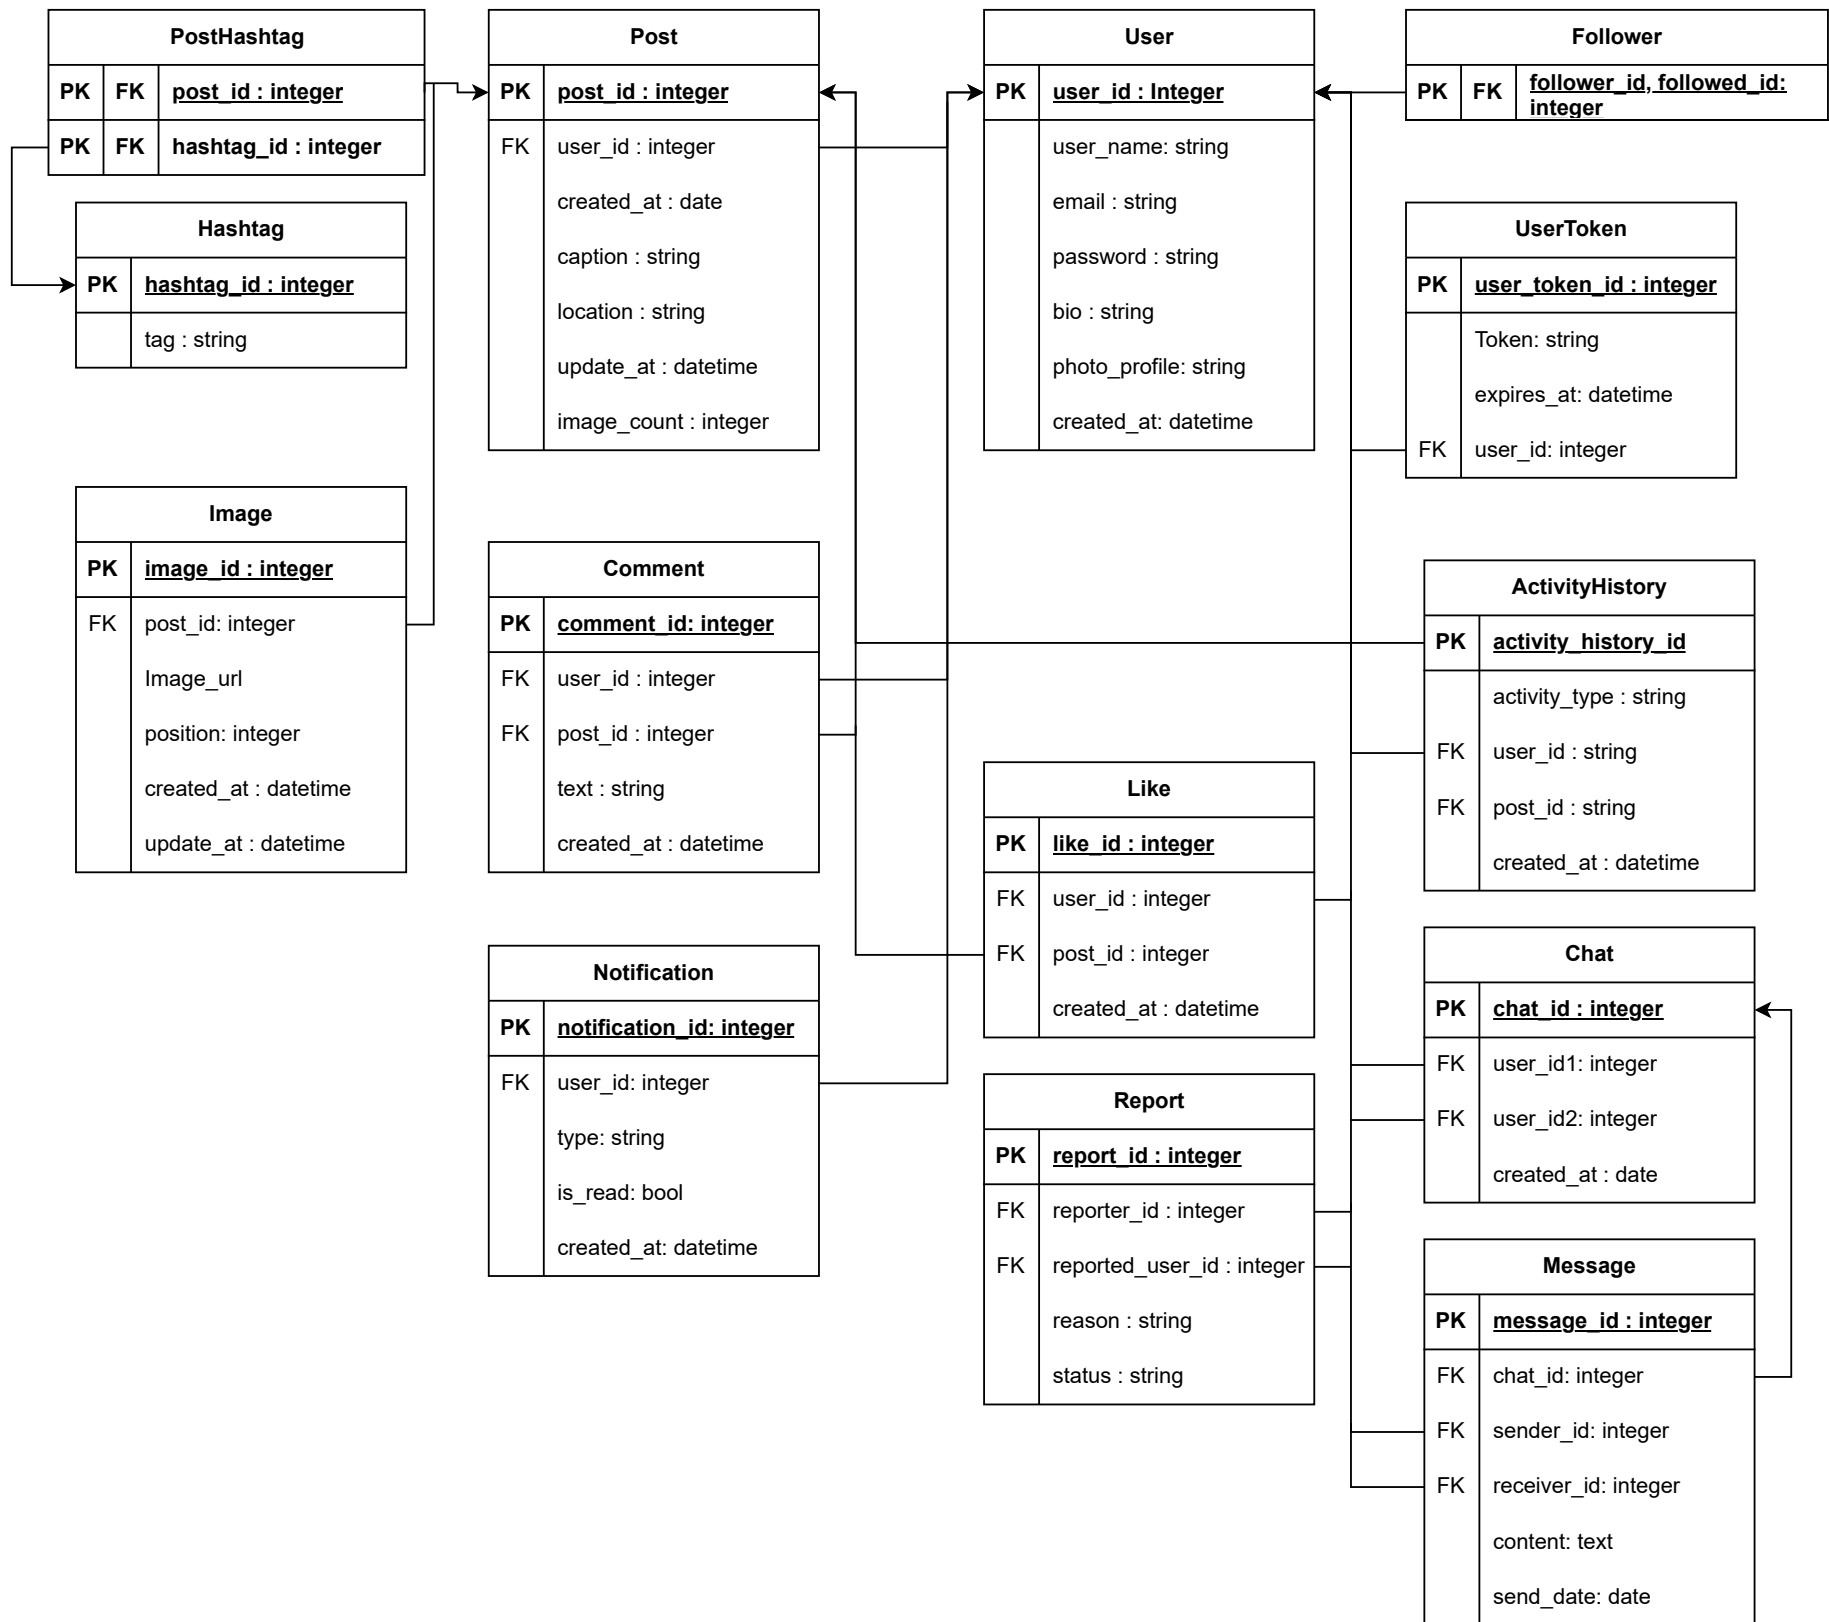 PostHashtag
PK FK post_id : integer
PK FK hashtag_id : integer
Hashtag
PK hashtag_id : integer
tag : string
Image
PK image_id : integer
FK post_id: integer
Image_url
position: integer
created_at : datetime
update_at : datetime
Post
PK post_id : integer
FK user_id : integer
created_at : date
caption : string
location : string
update_at : datetime
image_count : integer
Comment
PK comment_id: integer
FK user_id : integer
FK post_id : integer
text : string
created_at : datetime
Notification
PK notification_id: integer
FK user_id: integer
type: string
is_read: bool
created_at: datetime
User
PK user_id : Integer
user_name: string
email : string
password : string
bio : string
photo_profile: string
created_at: datetime
Like
PK like_id : integer
FK user_id : integer
FK post_id : integer
created_at : datetime
Report
PK report_id : integer
FK reporter_id : integer
FK reported_user_id : integer
reason : string
status : string
Follower
PK FK follower_id, followed_id:
integer
UserToken
PK user_token_id : integer
Token: string
expires_at: datetime
FK user_id: integer
ActivityHistory
PK activity_history_id
activity_type : string
FK user_id : string
FK post_id : string
created_at : datetime
Chat
PK chat_id : integer
FK user_id1: integer
FK user_id2: integer
created_at : date
Message
PK message_id : integer
FK chat_id: integer
FK sender_id: integer
FK receiver_id: integer
content: text
send_date: date